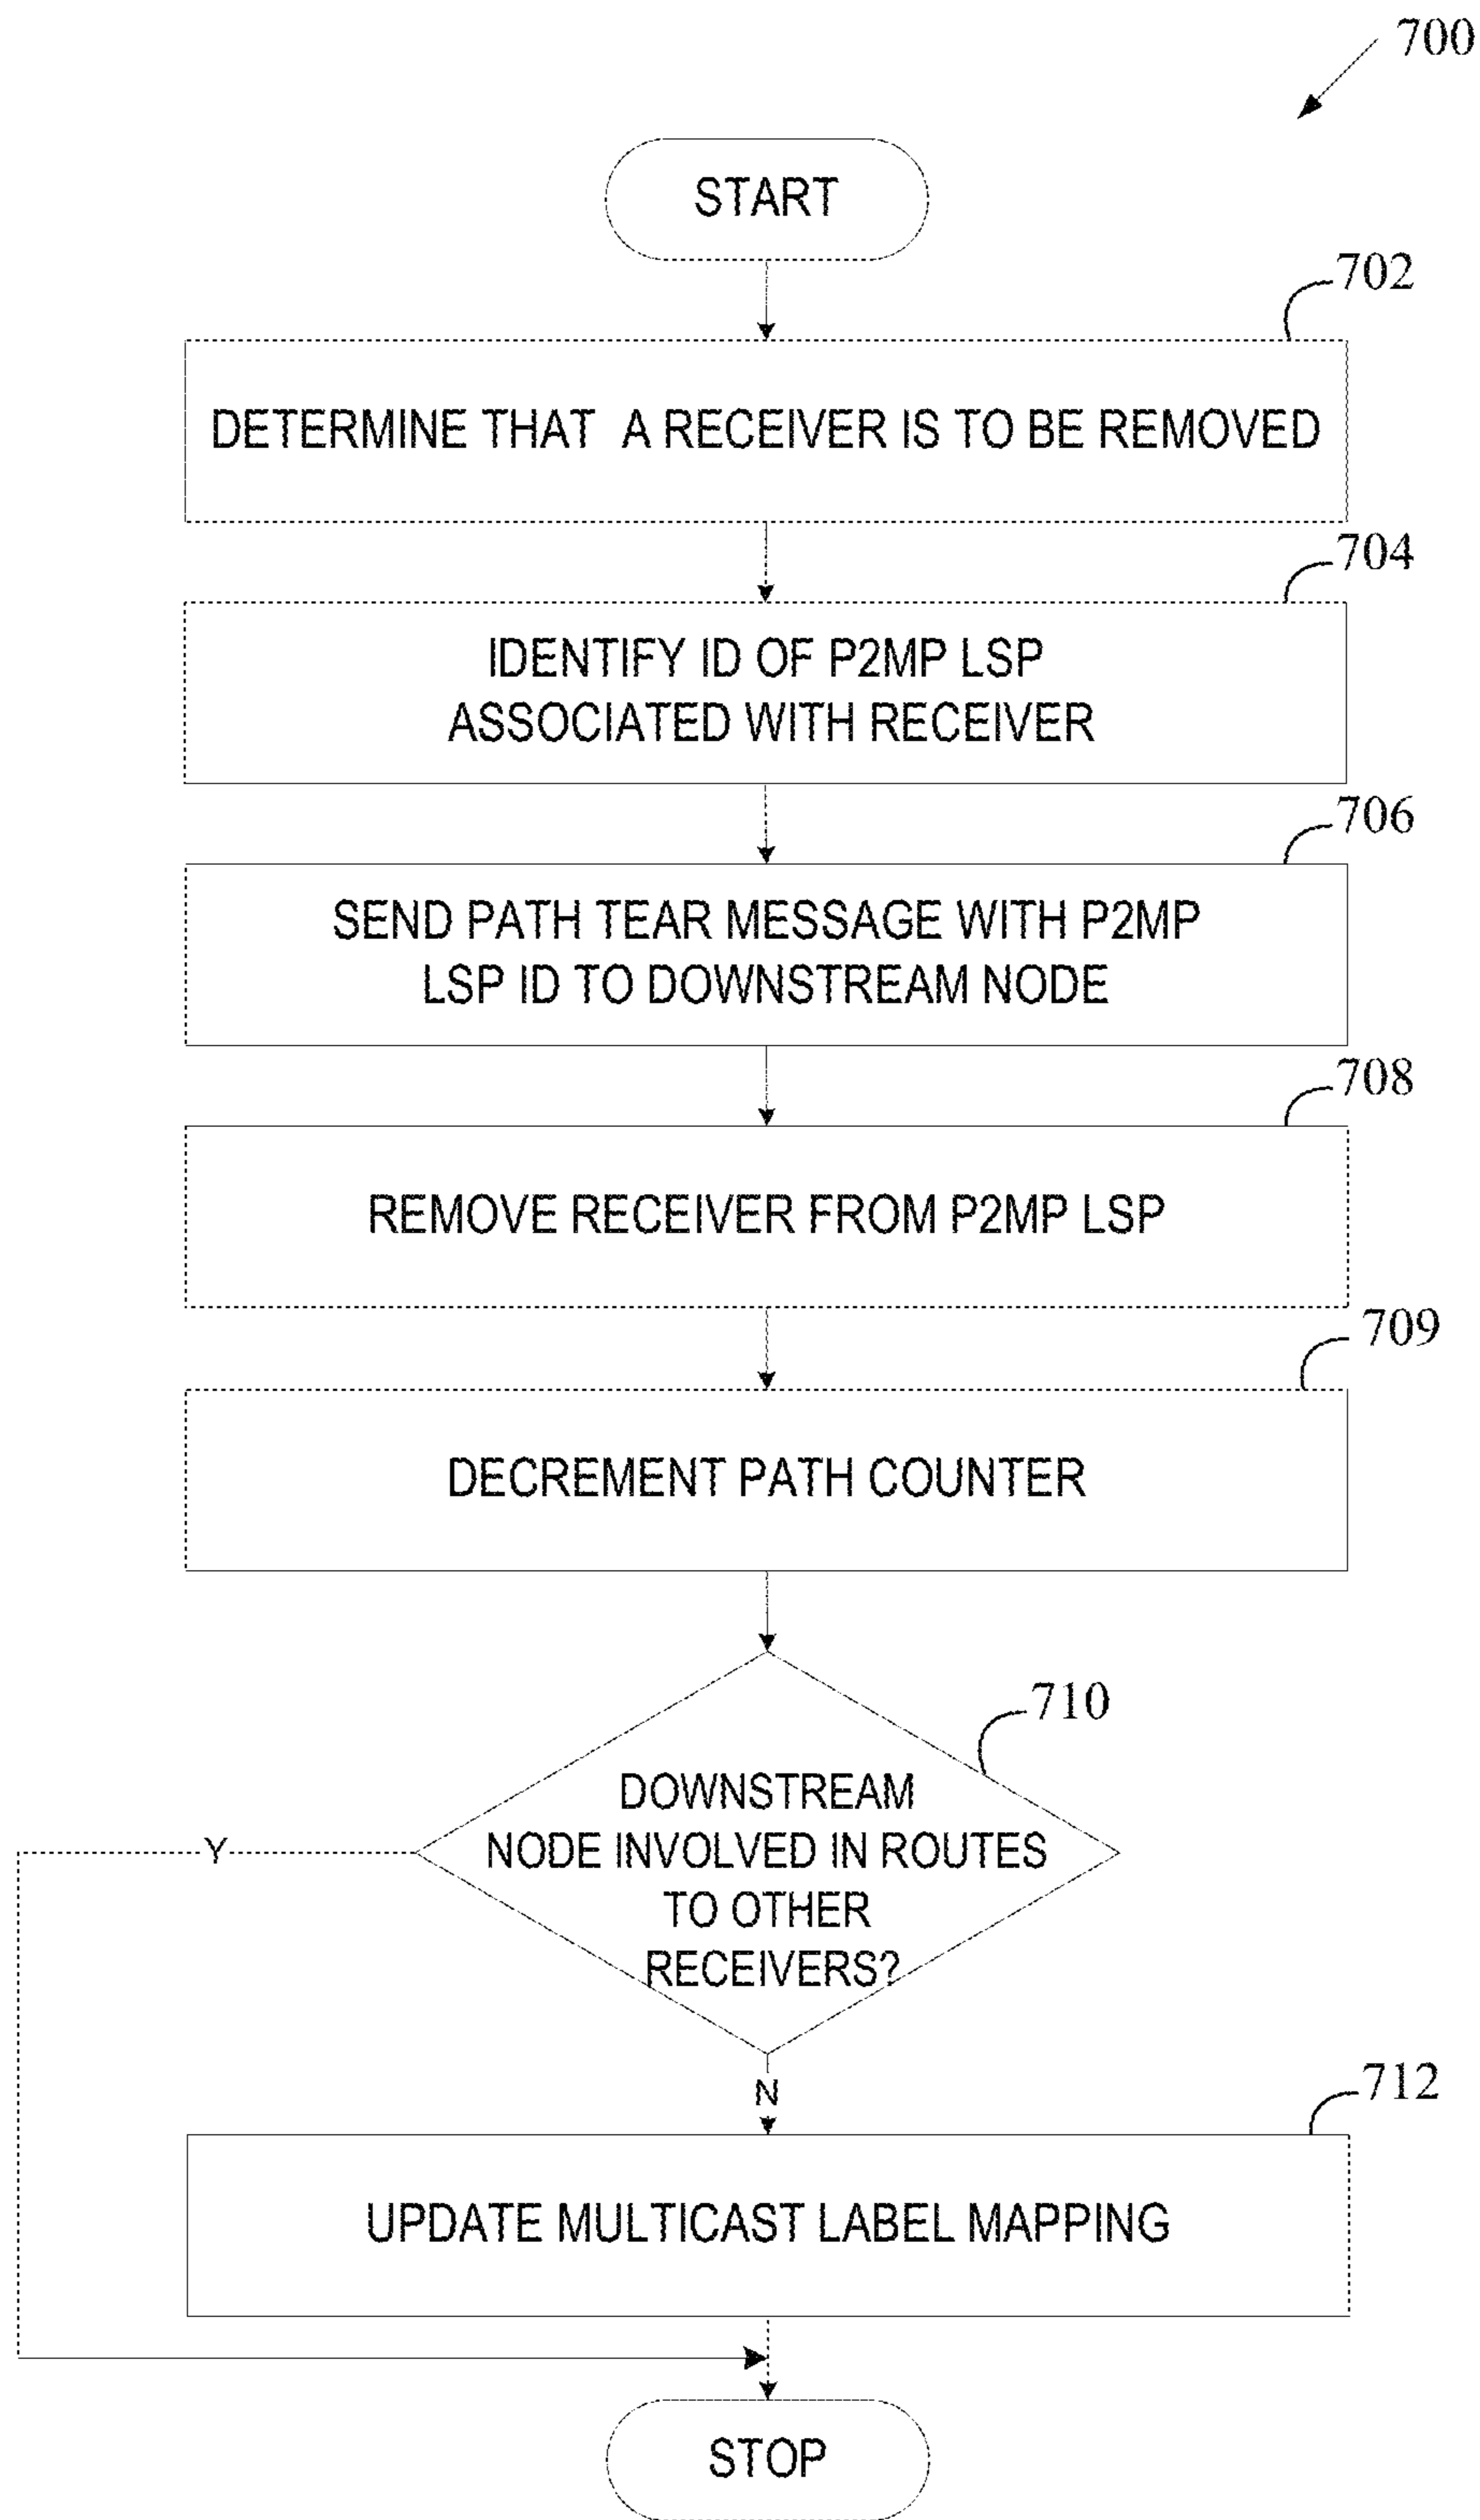 700
START
702
DETERMINE THAT A RECEIVER IS TO BE REMOVED
704
IDENTIFY ID OF P2MP LSP
ASSOCIATED WITH RECEIVER
706
SEND PATH TEAR MESSAGE WITH P2MP
LSP ID TO DOWNSTREAM NODE
708
REMOVE RECEIVER FROM P2MP LSP
709
DECREMENT PATH COUNTER
710
DOWNSTREAM
NODE INVOLVED IN ROUTES
TO OTHER
RECEIVERS?
Y
N
712
UPDATE MULTICAST LABEL MAPPING
STOP